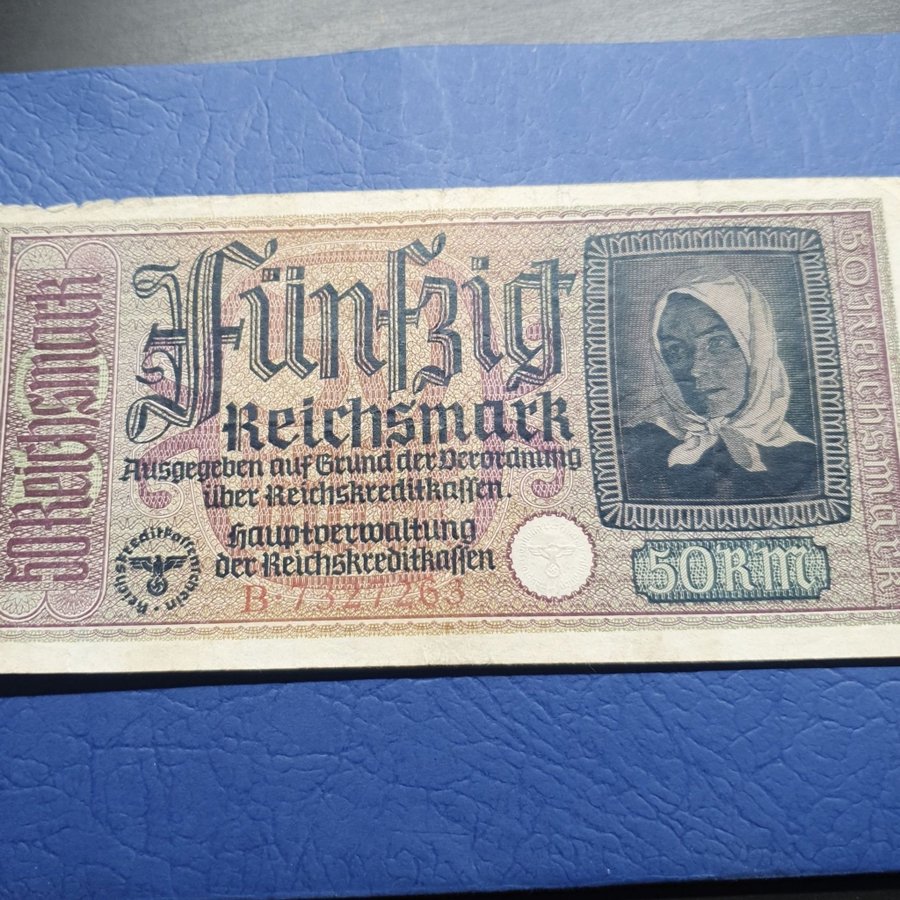 50 Reichsmark
Fünfzig
Reichsmark
Ausgegeben auf Grund der Verordnung
über Reichskreditkassen.
Hauptverwaltung
der Reichskreditkassen
B·7327263
50 RM
50 Reichsmark